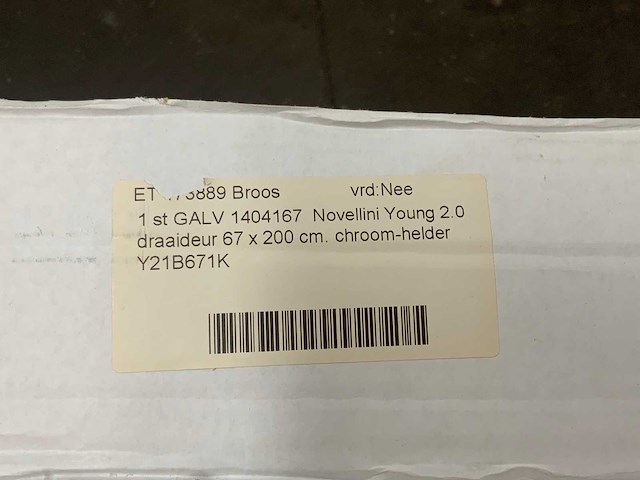 ET 889 Broos vrd:Nee
1 st GALV 1404167 Novellini Young 2.0
draaideur 67 x 200 cm. chroom-helder
Y21B671K